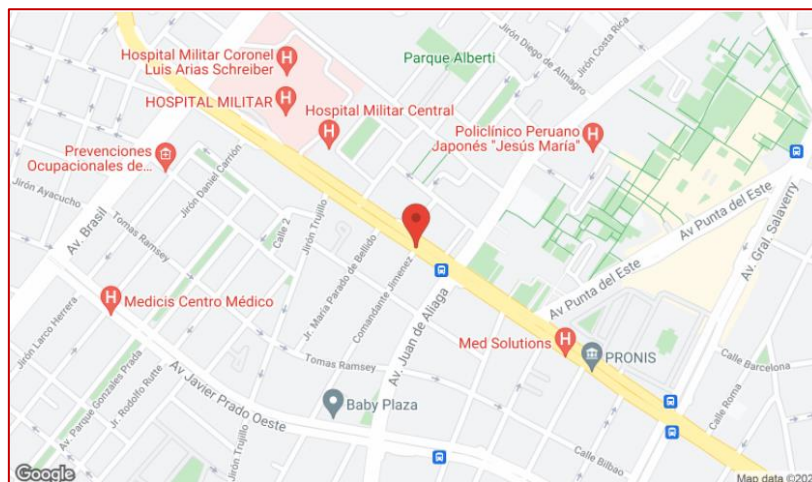 Jirón Costa Rica
Jirón Diego de Almagro
Hospital Militar Coronel
Luis Arias Schreiber
Parque Alberti
HOSPITAL MILITAR
Hospital Militar Central
Policlínico Peruano
Japonés "Jesús María"
Prevenciones
Ocupacionales de...
Jirón Ayacucho
Jirón Daniel Carrión
Tomas Ramsey
Av. Brasil
Calle 2
Jirón Trujillo
Jr. María Parado de Bellido
Comandante Jimenez
Av Punta del Este
Av. Gral. Salaverry
Av Punta del Este
Medicis Centro Médico
Jirón Larco Herrera
Av. Juan de Aliaga
Med Solutions
PRONIS
Tomas Ramsey
Calle Barcelona
Av. Parque Gonzales Prada
Jr. Rodolfo Rutte
Av Javier Prado Oeste
Baby Plaza
Calle Roma
Jirón Trujillo
Calle Bilbao
Google
Map data ©202